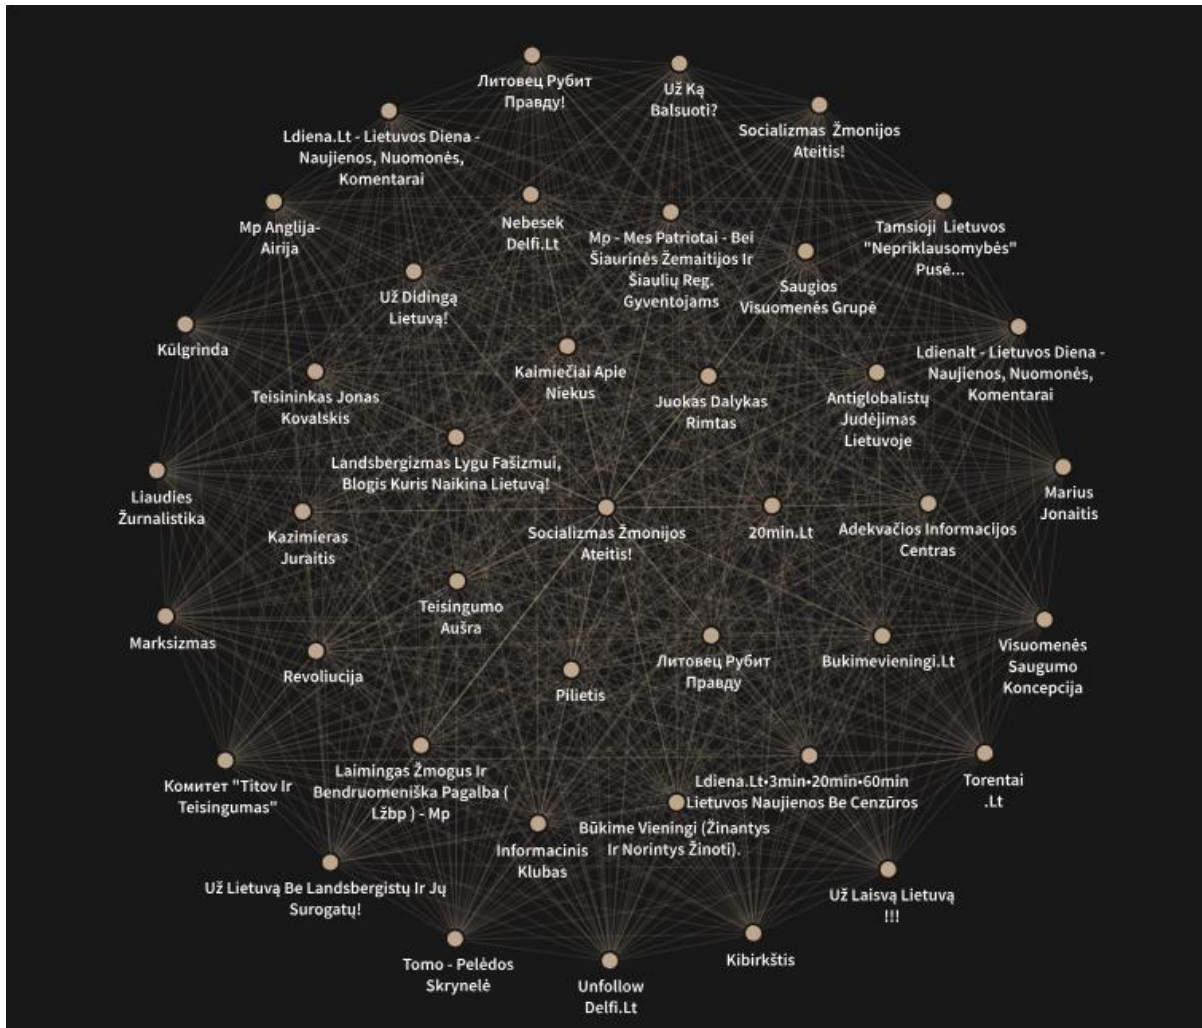 Литовец Рубит
Правду!
Už Ką
Balsuoti?
Socializmas Žmonijos
Ateitis!
Ldiena.Lt - Lietuvos Diena -
Naujienos, Nuomonės,
Komentarai
Mp Anglija-
Airija
Nebesek
Delfi.Lt
Mp - Mes Patriotai - Bei
Šiaurinės Žemaitijos Ir
Šiaulių Reg.
Gyventojams
Tamsioji Lietuvos
"Nepriklausomybės"
Pusė...
Už Didingą
Lietuvą!
Saugios
Visuomenės Grupė
Kūlgrinda
Ldienalt - Lietuvos Diena -
Naujienos, Nuomonės,
Komentarai
Kaimiečiai Apie
Niekus
Teisininkas Jonas
Kovalskis
Juokas Dalykas
Rimtas
Antiglobalistų
Judėjimas
Lietuvoje
Landsbergizmas Lygu Fašizmui,
Blogis Kuris Naikina Lietuvą!
Liaudies
Žurnalistika
Marius
Jonaitis
Kazimieras
Juraitis
Socializmas Žmonijos
Ateitis!
20min.Lt
Adekvačios Informacijos
Centras
Teisingumo
Aušra
Marksizmas
Visuomenės
Saugumo
Koncepcija
Revoliucija
Pilietis
Литовец Рубит
Правду
Bukimevieningi.Lt
Комитет "Titov Ir
Teisingumas"
Laimingas Žmogus Ir
Bendruomeniška Pagalba (
Lžbp ) - Mp
Ldiena.Lt•3min•20min•60min
Lietuvos Naujienos Be Cenzūros
Torentai
.Lt
Būkime Vieningi (Žinantys
Ir Norintys Žinoti).
Informacinis
Klubas
Už Lietuvą Be Landsbergistų Ir Jų
Surogatų!
Už Laisvą Lietuvą
!!!
Tomo - Pelėdos
Skrynelė
Unfollow
Delfi.Lt
Kibirkštis